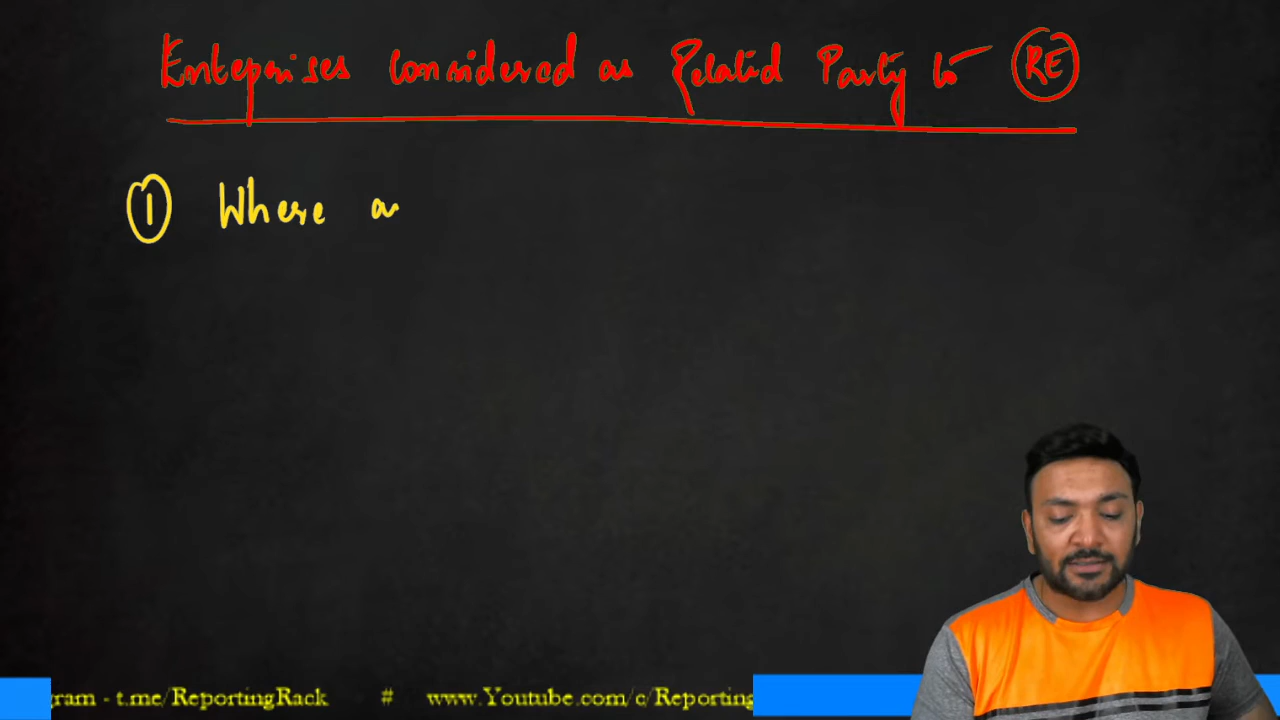 Enterprises Considered as Related Party to RE
1 Where a
gram - t.me/ReportingRack # www.Youtube.com/c/Reporting